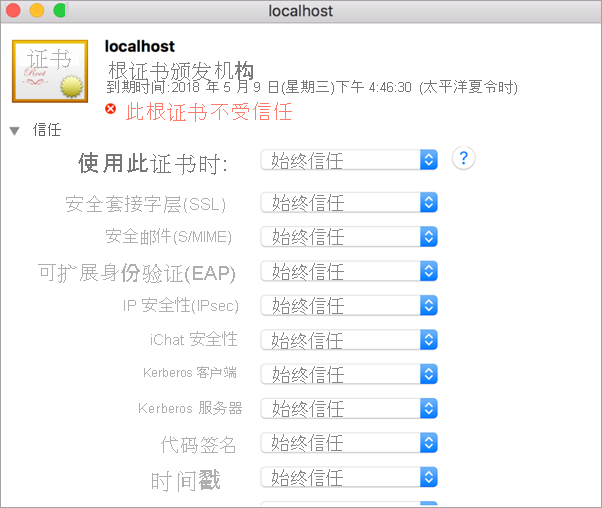 localhost
证书
Root
localhost
根证书颁发机构
到期时间:2018 年 5 月 9 日(星期三)下午 4:46:30 (太平洋夏令时)
此根证书不受信任
信任
使用此证书时: 始终信任 ?
安全套接字层(SSL) 始终信任
安全邮件(S/MIME) 始终信任
可扩展身份验证(EAP) 始终信任
IP 安全性(IPsec) 始终信任
iChat 安全性 始终信任
Kerberos 客户端 始终信任
Kerberos 服务器 始终信任
代码签名 始终信任
时间戳 始终信任